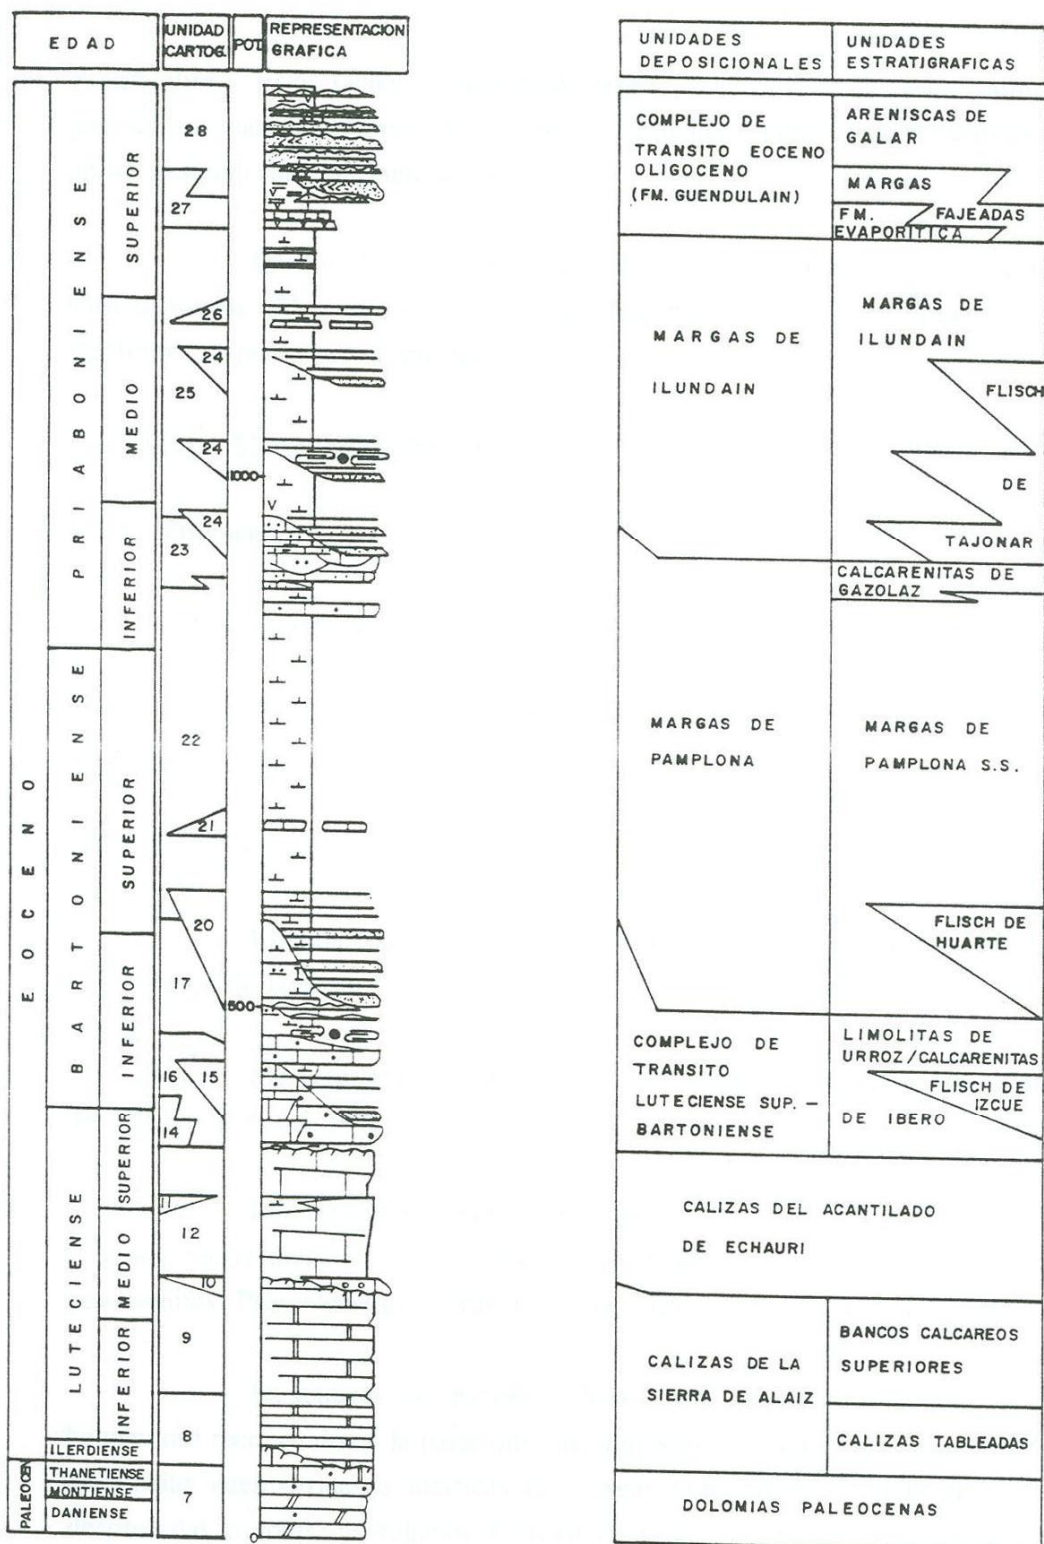 EDAD
UNIDAD
CARTOG.
POT.
REPRESENTACION
GRAFICA
UNIDADES
DEPOSICIONALES
UNIDADES
ESTRATIGRAFICAS
EOCENO
PALEOCEN
PRIABONIENSE
BARTONIENSE
LUTECIENSE
SUPERIOR
MEDIO
INFERIOR
SUPERIOR
INFERIOR
SUPERIOR
MEDIO
INFERIOR
ILERDIENSE
THANETIENSE
MONTIENSE
DANIENSE
28
27
26
24
25
24
24
23
22
21
20
17
16
15
14
11
12
10
9
8
7
1000
500
0
COMPLEJO DE
TRANSITO EOCENO
OLIGOCENO
(FM. GUENDULAIN)
ARENISCAS DE
GALAR
MARGAS
FAJEADAS
FM.
EVAPORITICA
MARGAS DE
ILUNDAIN
MARGAS DE
ILUNDAIN
FLISCH
DE
TAJONAR
CALCARENITAS DE
GAZOLAZ
MARGAS DE
PAMPLONA
MARGAS DE
PAMPLONA S.S.
FLISCH DE
HUARTE
COMPLEJO DE
TRANSITO
LUTECIENSE SUP. –
BARTONIENSE
LIMOLITAS DE
URROZ/CALCARENITAS
FLISCH DE
IZCUE
DE IBERO
CALIZAS DEL ACANTILADO
DE ECHAURI
CALIZAS DE LA
SIERRA DE ALAIZ
BANCOS CALCAREOS
SUPERIORES
CALIZAS TABLEADAS
DOLOMIAS PALEOCENAS